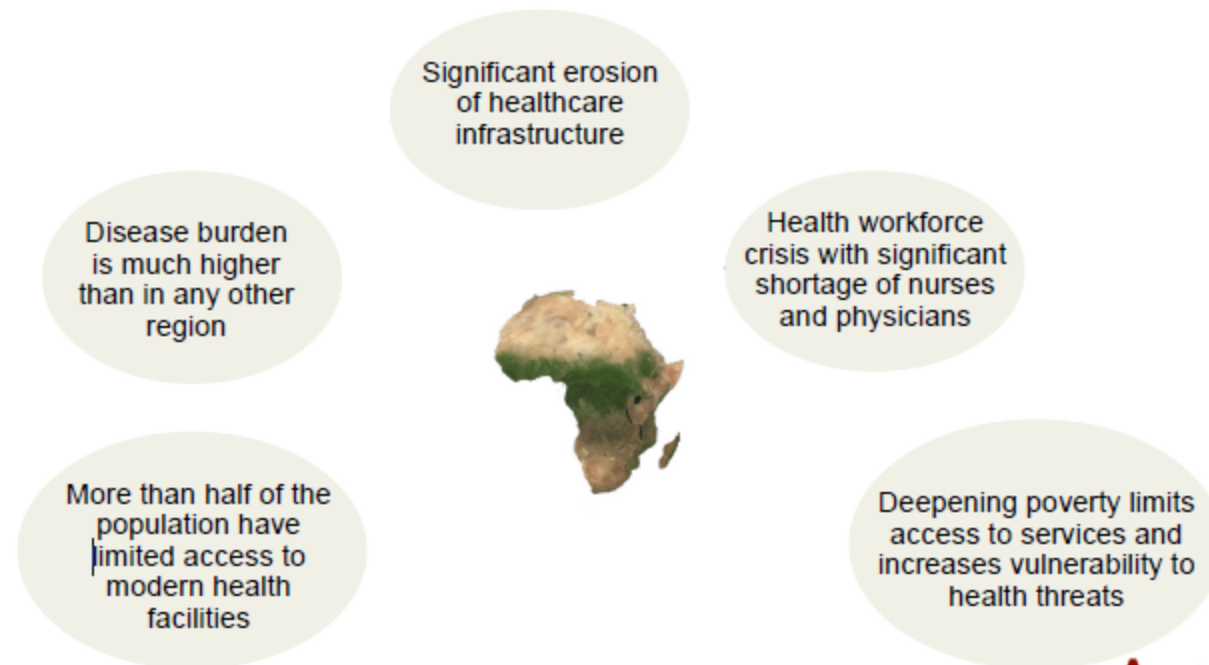 Significant erosion
of healthcare
infrastructure
Disease burden
is much higher
than in any other
region
Health workforce
crisis with significant
shortage of nurses
and physicians
More than half of the
population have
limited access to
modern health
facilities
Deepening poverty limits
access to services and
increases vulnerability to
health threats